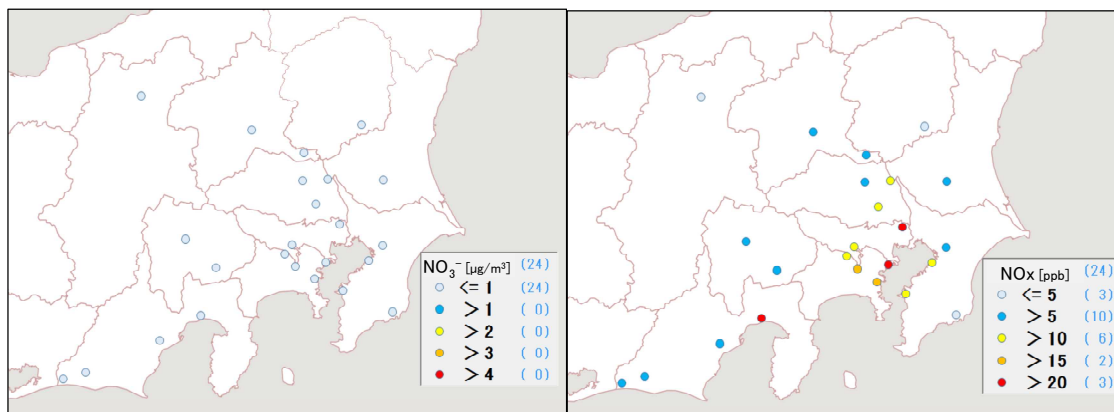 NO₃⁻ [μg/m³] (24)
<= 1 (24)
> 1 ( 0)
> 2 ( 0)
> 3 ( 0)
> 4 ( 0)
NOx [ppb] (24)
<= 5 ( 3)
> 5 (10)
> 10 ( 6)
> 15 ( 2)
> 20 ( 3)